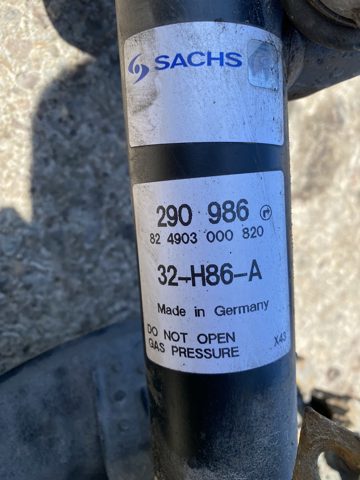 SACHS
290 986
82 4903 000 820
32-H86-A
Made in Germany
DO NOT OPEN
GAS PRESSURE X43